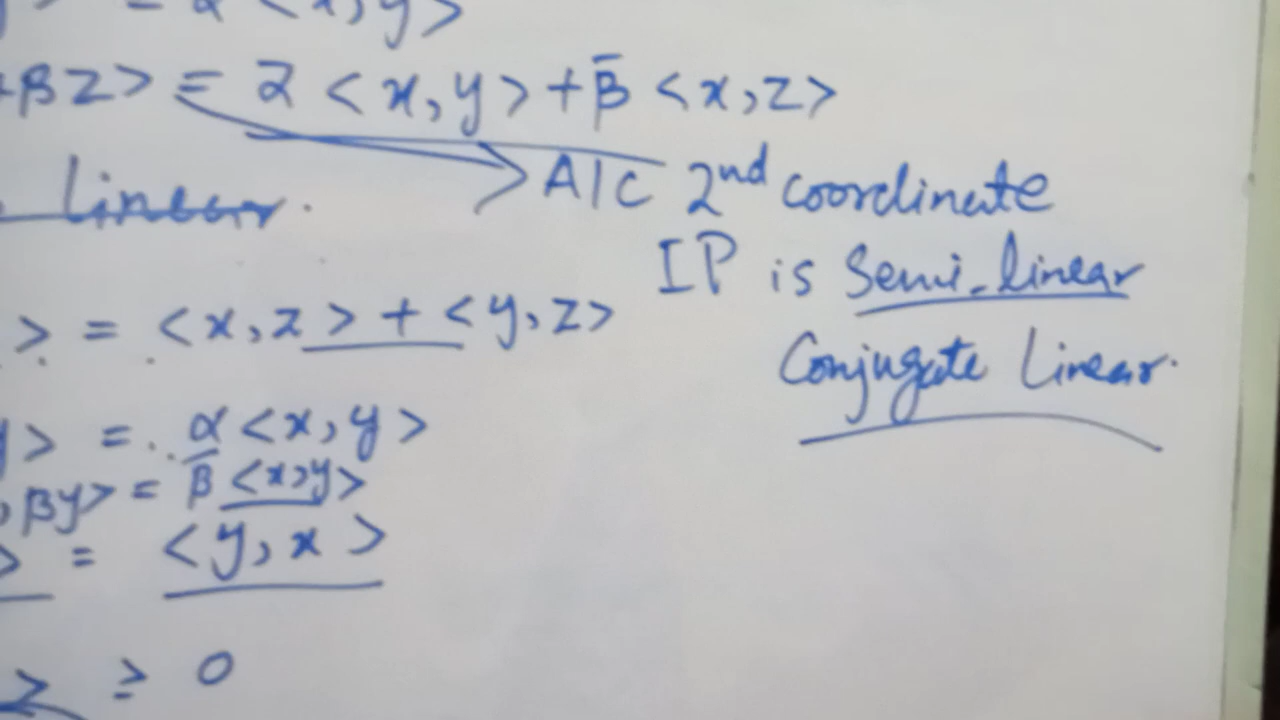 > = α <x,y>
+βz> = ᾱ <x,y> + β̄ <x,z>
linear.
A/C 2nd coordinate
IP is Semi-linear
Conjugate Linear.
> = <x,z> + <y,z>
y> = α<x,y>
,βy> = β̄ <x,y>
> = <y,x>
> ≥ 0